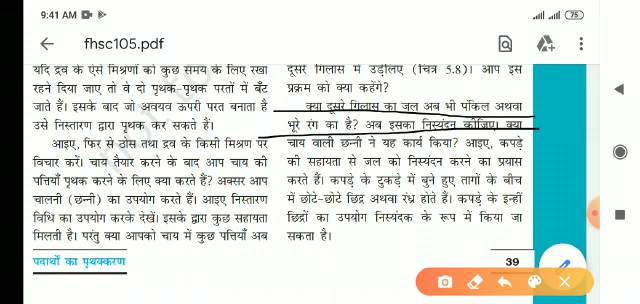 9:41 AM
75
fhsc105.pdf
यदि द्रव के ऐसे मिश्रणों को कुछ समय के लिए रखा
रहने दिया जाए तो वे दो पृथक-पृथक परतों में बँट
जाते हैं। इसके बाद जो अवयव ऊपरी परत बनाता है
उसे निस्तारण द्वारा पृथक कर सकते हैं।
आइए, फिर से ठोस तथा द्रव के किसी मिश्रण पर
विचार करें। चाय तैयार करने के बाद आप चाय की
पत्तियाँ पृथक करने के लिए क्या करते हैं? अक्सर आप
चालनी (छन्नी) का उपयोग करते हैं। आइए निस्तारण
विधि का उपयोग करके देखें। इसके द्वारा कुछ सहायता
मिलती है। परंतु क्या आपको चाय में कुछ पत्तियाँ अब
पदार्थों का पृथक्करण
दूसरे गिलास में उड़ेलिए (चित्र 5.8)। आप इस
प्रक्रम को क्या कहेंगे?
क्या दूसरे गिलास का जल अब भी पंकिल अथवा
भूरे रंग का है? अब इसका निस्यंदन कीजिए। क्या
चाय वाली छन्नी ने यह कार्य किया? आइए, कपड़े
की सहायता से जल को निस्यंदन करने का प्रयास
करते हैं। कपड़े के टुकड़े में बुने हुए तागों के बीच
में छोटे-छोटे छिद्र अथवा रंध्र होते हैं। कपड़े के इन्हीं
छिद्रों का उपयोग निस्यंदक के रूप में किया जा
सकता है।
39